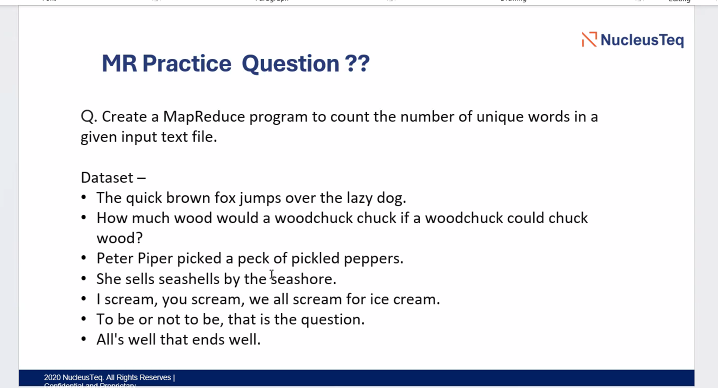 NucleusTeq
MR Practice Question ??
Q. Create a MapReduce program to count the number of unique words in a
given input text file.
Dataset –
• The quick brown fox jumps over the lazy dog.
• How much wood would a woodchuck chuck if a woodchuck could chuck
wood?
• Peter Piper picked a peck of pickled peppers.
• She sells seashells by the seashore.
• I scream, you scream, we all scream for ice cream.
• To be or not to be, that is the question.
• All's well that ends well.
2020 NucleusTeq. All Rights Reserved |
Confidential and Proprietary